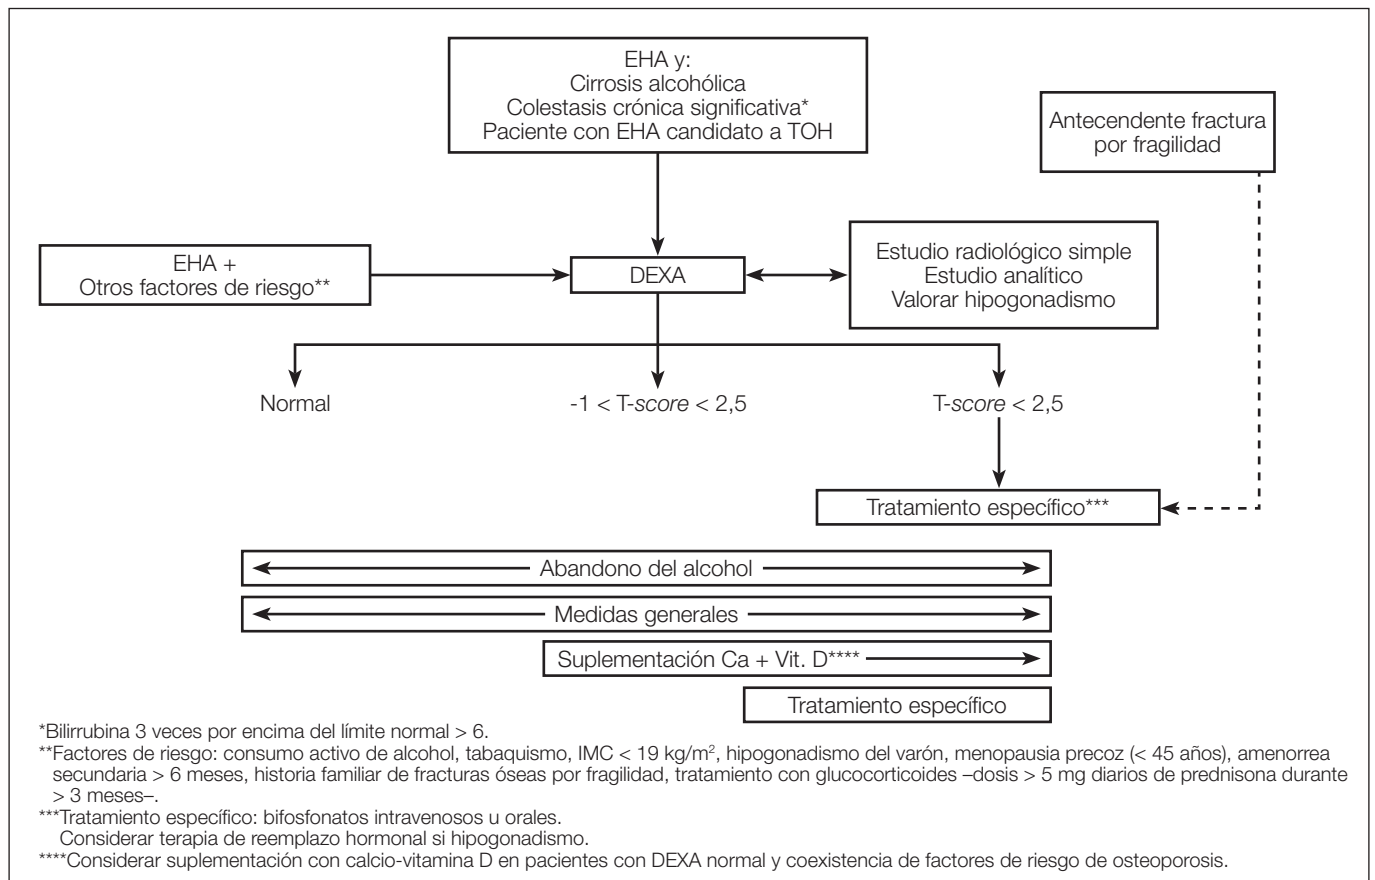 EHA y:
Cirrosis alcohólica
Colestasis crónica significativa*
Paciente con EHA candidato a TOH
Antecendente fractura
por fragilidad
EHA +
Otros factores de riesgo**
DEXA
Estudio radiológico simple
Estudio analítico
Valorar hipogonadismo
Normal
-1 < T-score < 2,5
T-score < 2,5
Tratamiento específico***
Abandono del alcohol
Medidas generales
Suplementación Ca + Vit. D****
Tratamiento específico
*Bilirrubina 3 veces por encima del límite normal > 6.
**Factores de riesgo: consumo activo de alcohol, tabaquismo, IMC < 19 kg/m², hipogonadismo del varón, menopausia precoz (< 45 años), amenorrea
secundaria > 6 meses, historia familiar de fracturas óseas por fragilidad, tratamiento con glucocorticoides –dosis > 5 mg diarios de prednisona durante
> 3 meses–.
***Tratamiento específico: bifosfonatos intravenosos u orales.
Considerar terapia de reemplazo hormonal si hipogonadismo.
****Considerar suplementación con calcio-vitamina D en pacientes con DEXA normal y coexistencia de factores de riesgo de osteoporosis.